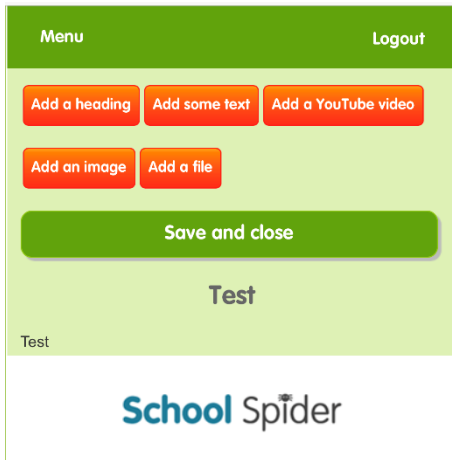 Menu
Logout
Add a heading
Add some text
Add a YouTube video
Add an image
Add a file
Save and close
Test
Test
School Spider